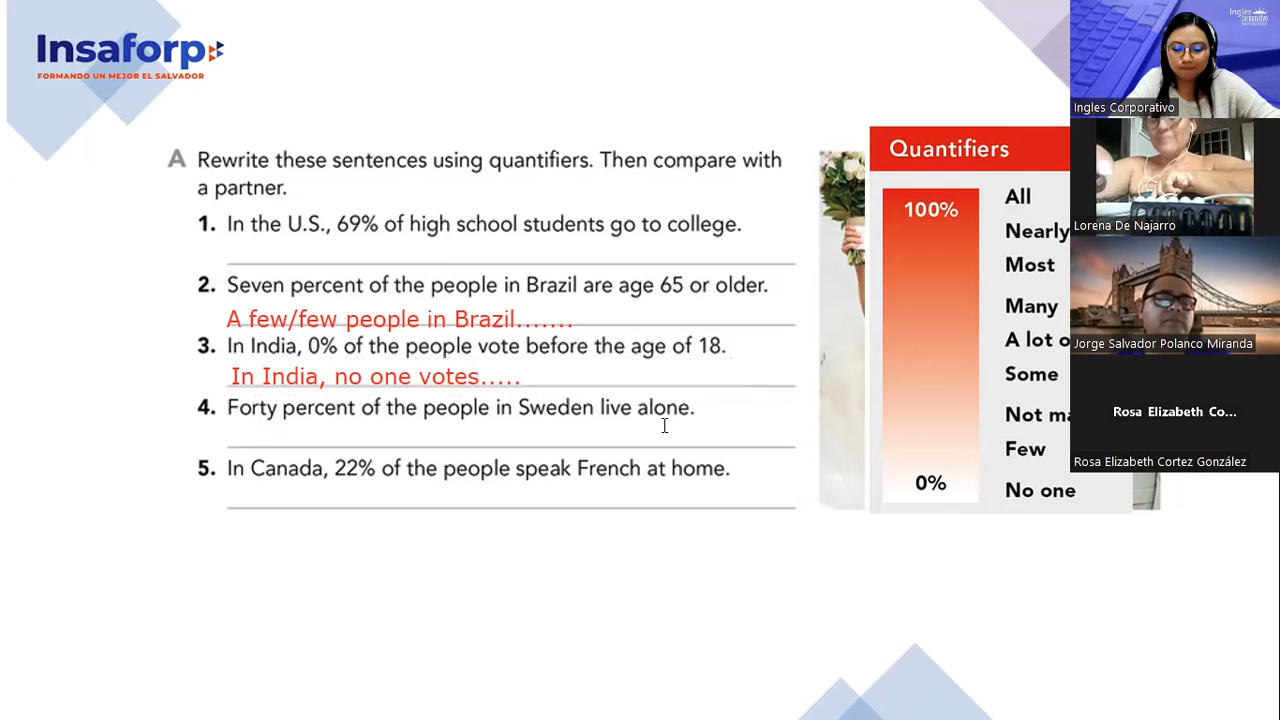 Insaforp
FORMANDO UN MEJOR EL SALVADOR
A Rewrite these sentences using quantifiers. Then compare with
a partner.
1. In the U.S., 69% of high school students go to college.
2. Seven percent of the people in Brazil are age 65 or older.
A few/few people in Brazil.......
3. In India, 0% of the people vote before the age of 18.
In India, no one votes.....
4. Forty percent of the people in Sweden live alone.
5. In Canada, 22% of the people speak French at home.
Quantifiers
100%
All
Nearly
Most
Many
A lot o
Some
Not ma
Few
0%
No one
Ingles
corporativo
Ingles Corporativo
Lorena De Najarro
Jorge Salvador Polanco Miranda
Rosa Elizabeth Co...
Rosa Elizabeth Cortez González